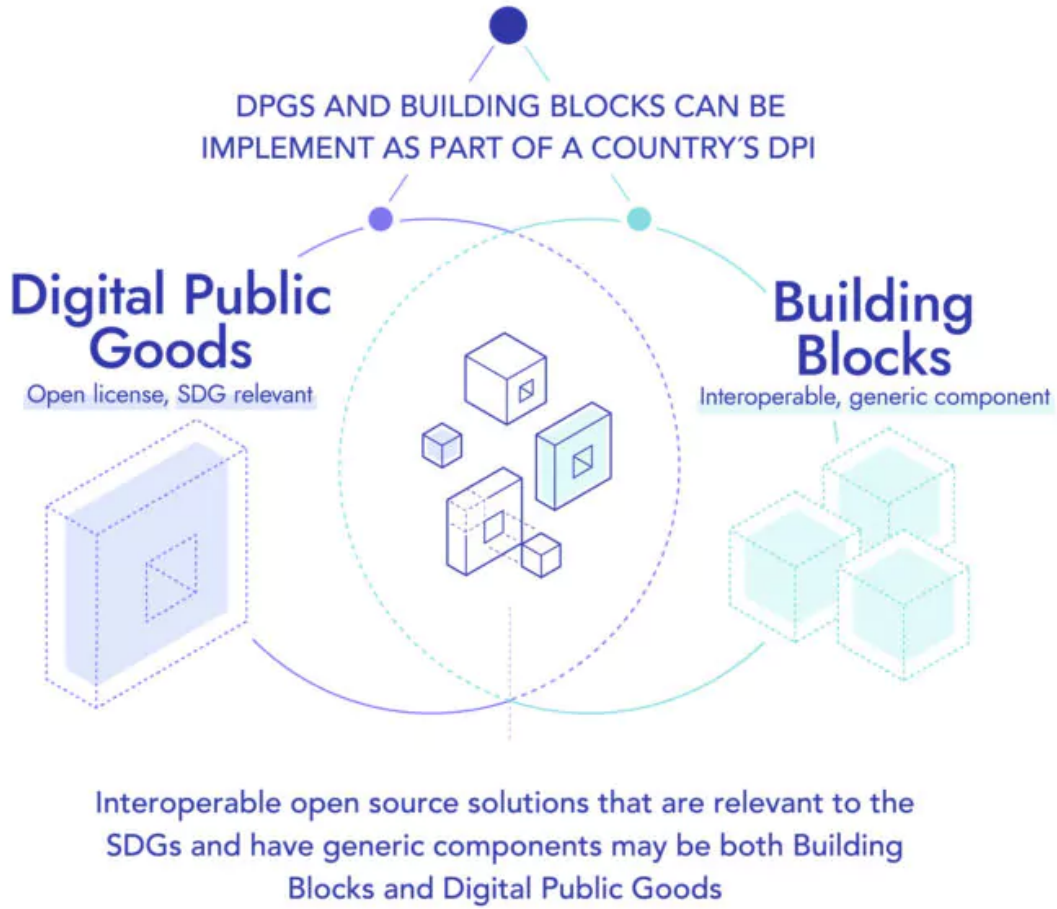 DPGS AND BUILDING BLOCKS CAN BE
IMPLEMENT AS PART OF A COUNTRY´S DPI
Digital Public
Goods
Open license, SDG relevant
Building
Blocks
Interoperable, generic component
Interoperable open source solutions that are relevant to the
SDGs and have generic components may be both Building
Blocks and Digital Public Goods